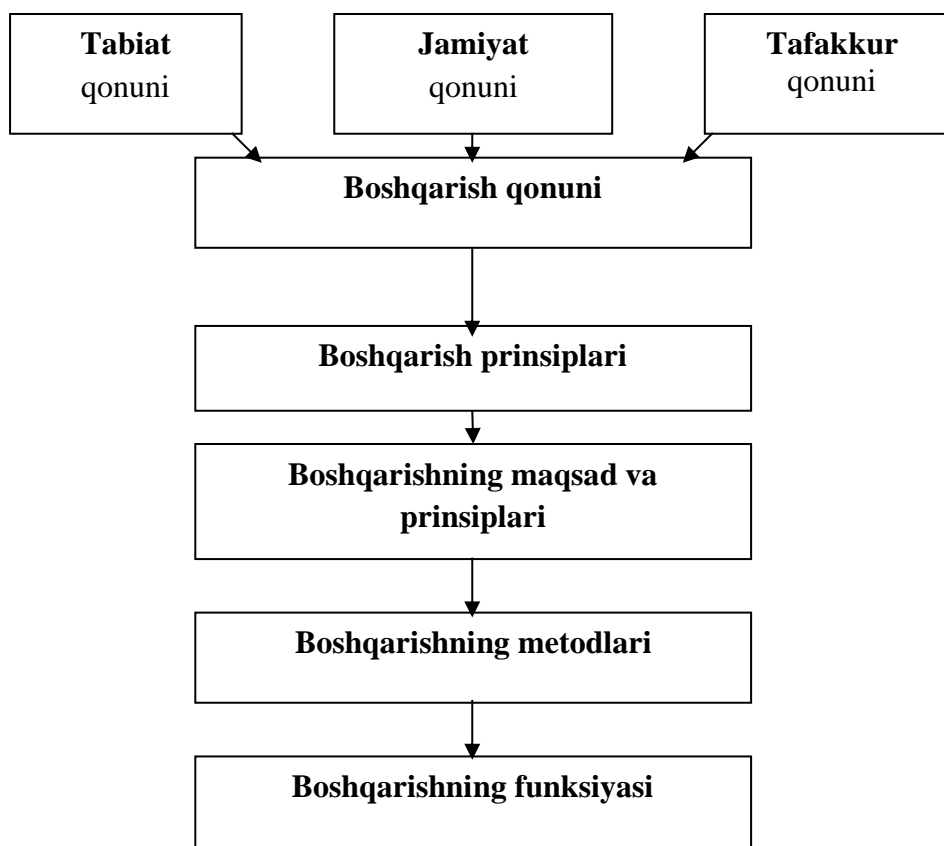 Tabiat
qonuni
Jamiyat
qonuni
Tafakkur
qonuni
Boshqarish qonuni
Boshqarish prinsiplari
Boshqarishning maqsad va
prinsiplari
Boshqarishning metodlari
Boshqarishning funksiyasi